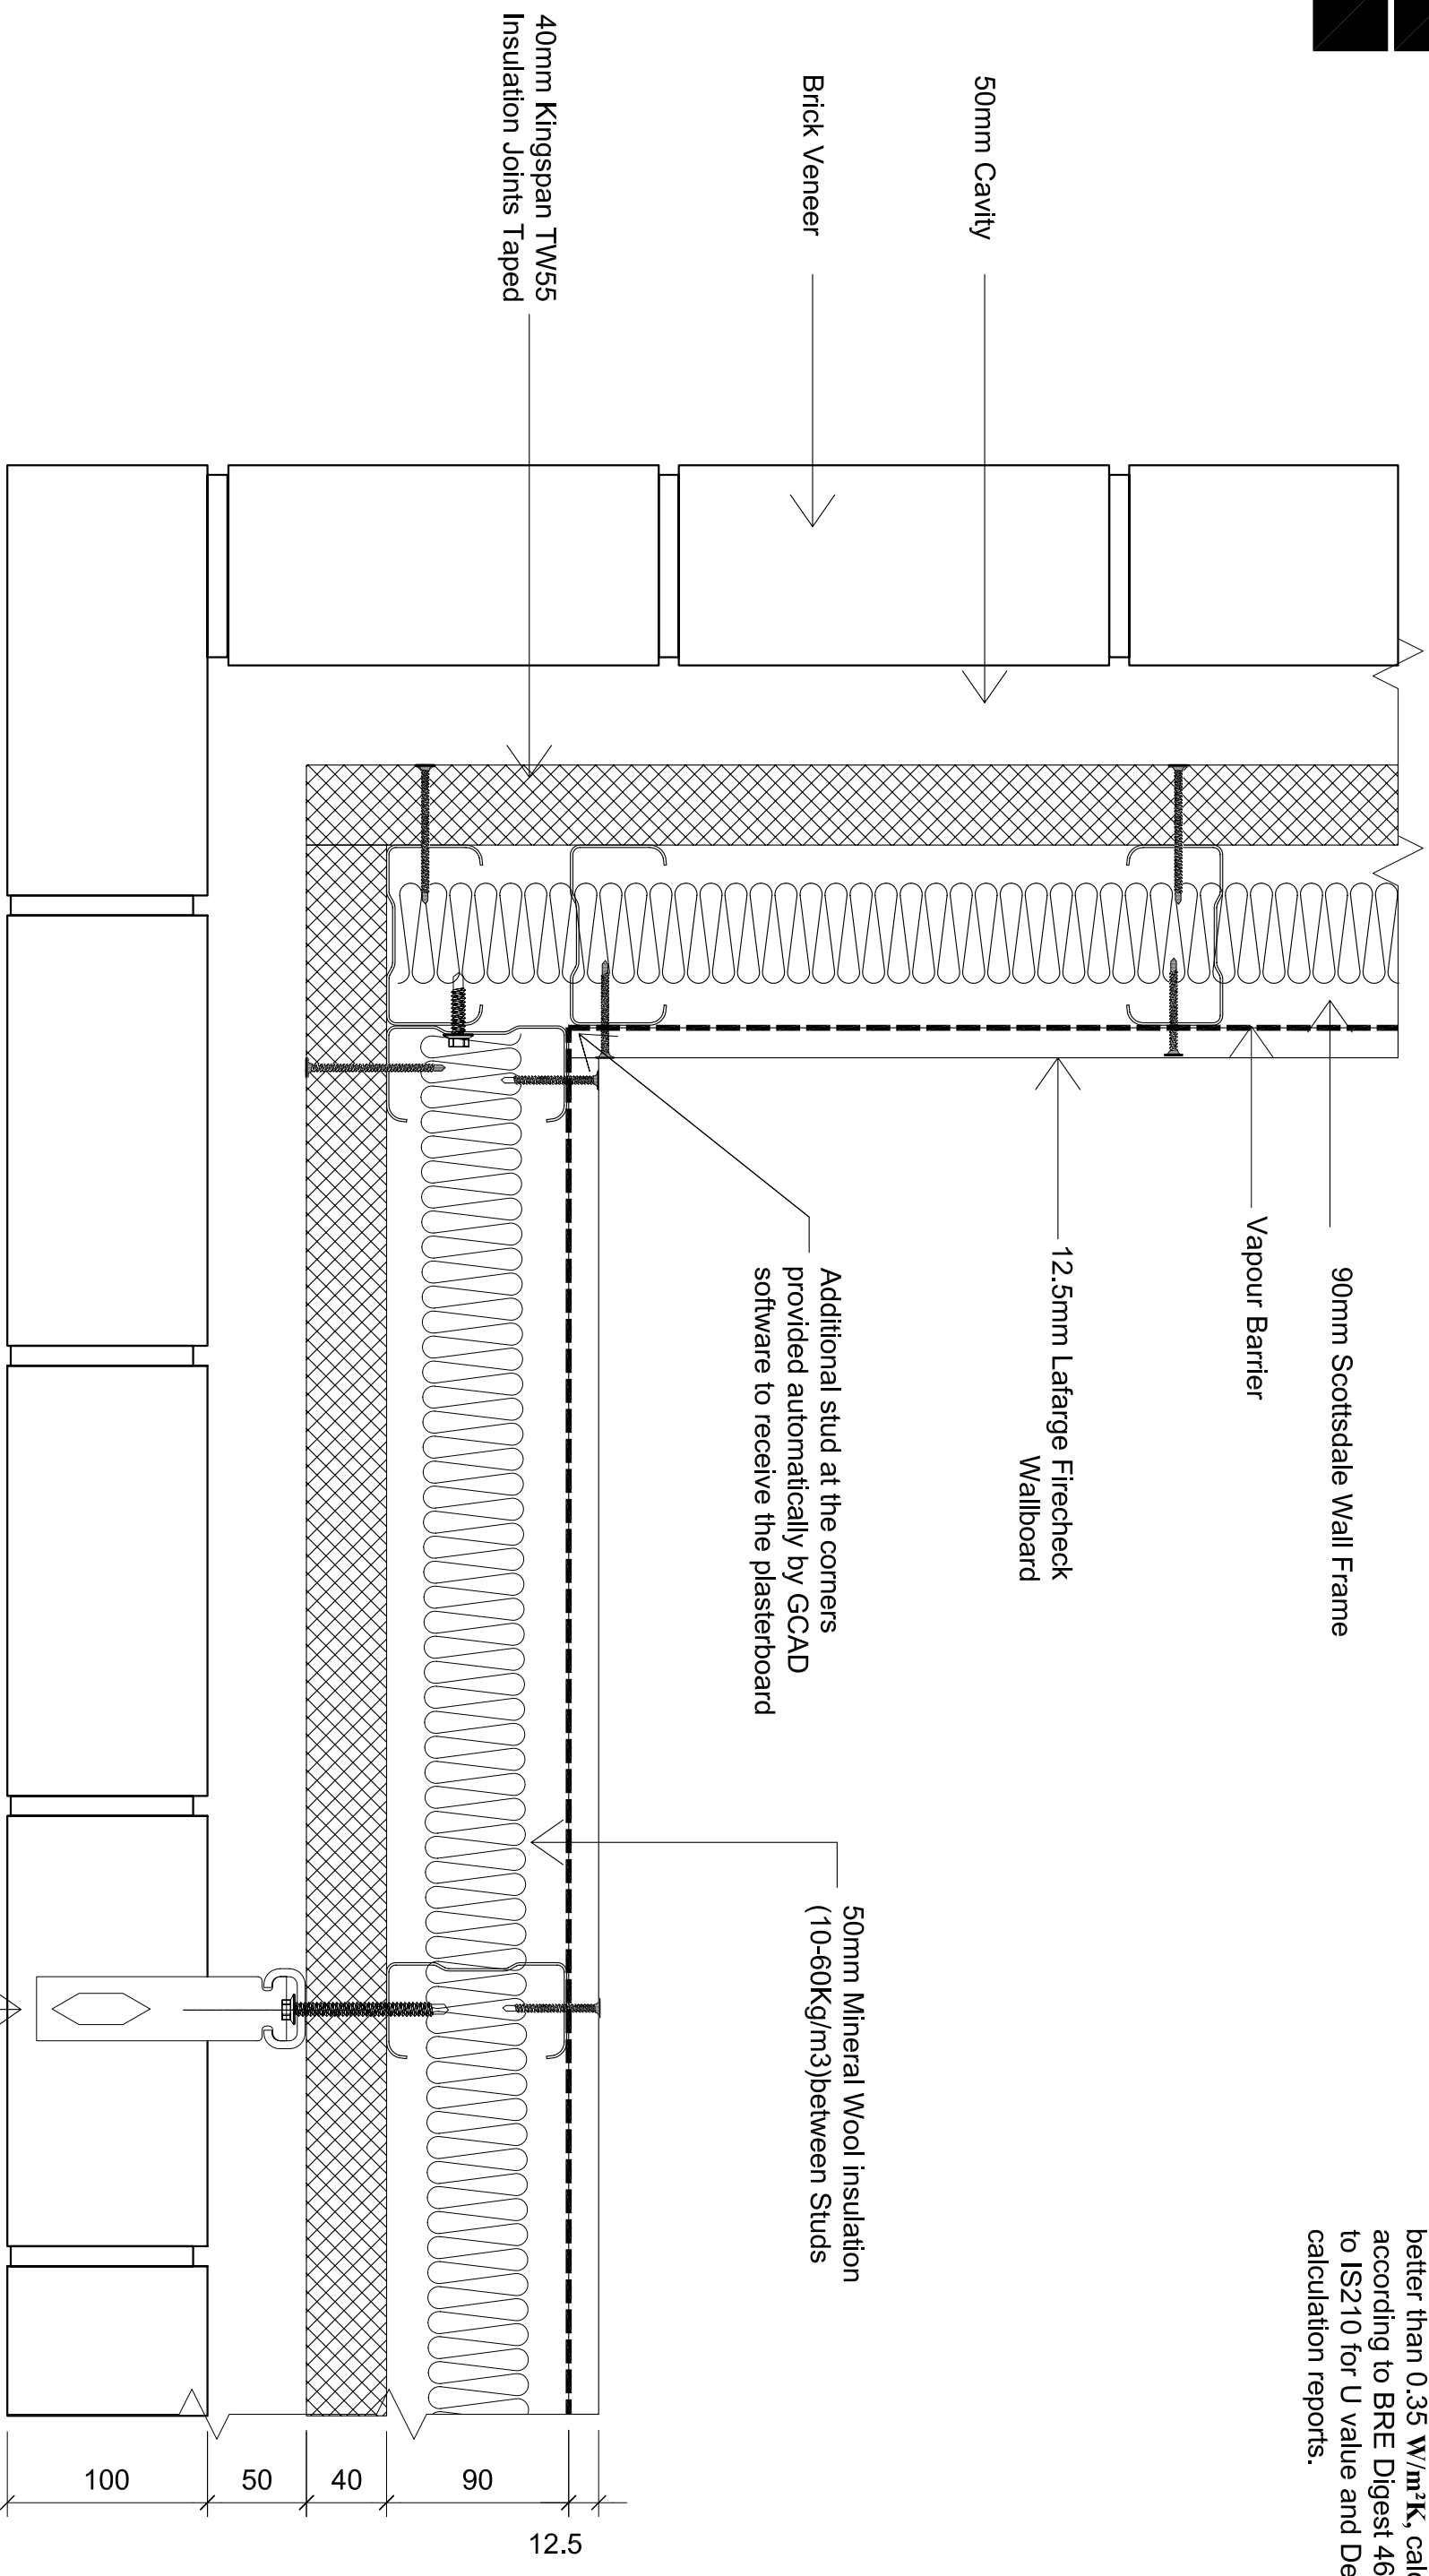 better than 0.35 W/m²K,
according to BRE Digest
to IS210 for U value and
calculation reports.
90mm Scottsdale Wall Frame
Vapour Barrier
12.5mm Lafarge Firecheck
Wallboard
50mm Cavity
Brick Veneer
Additional stud at the corners
provided automatically by GCAD
software to receive the plasterboard
50mm Mineral Wool insulation
(10-60Kg/m3)between Studs
40mm Kingspan TW55
Insulation Joints Taped
100
50
40
90
12.5